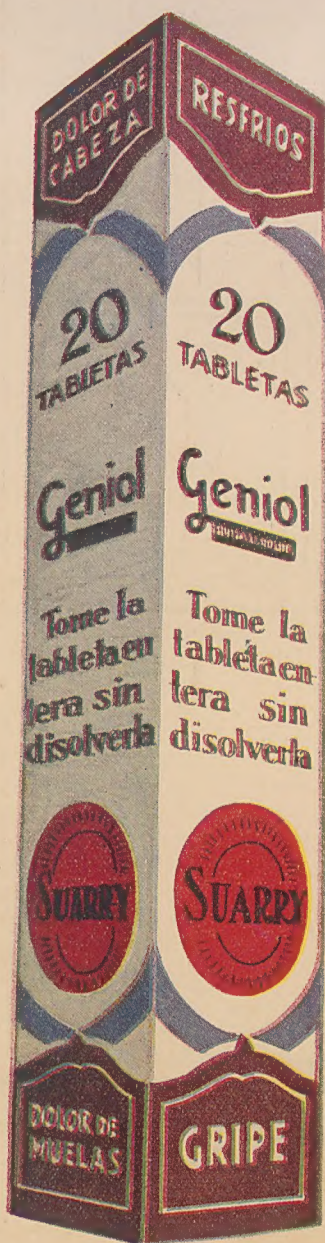 DOLOR DE
CABEZA
20
TABLETAS
Geniol
Tome la
tableta en
tera sin
disolverla
SUARRY
DOLOR DE
MUELAS
RESFRIOS
20
TABLETAS
Geniol
Tome la
tableta en
tera sin
disolverla
SUARRY
GRIPE